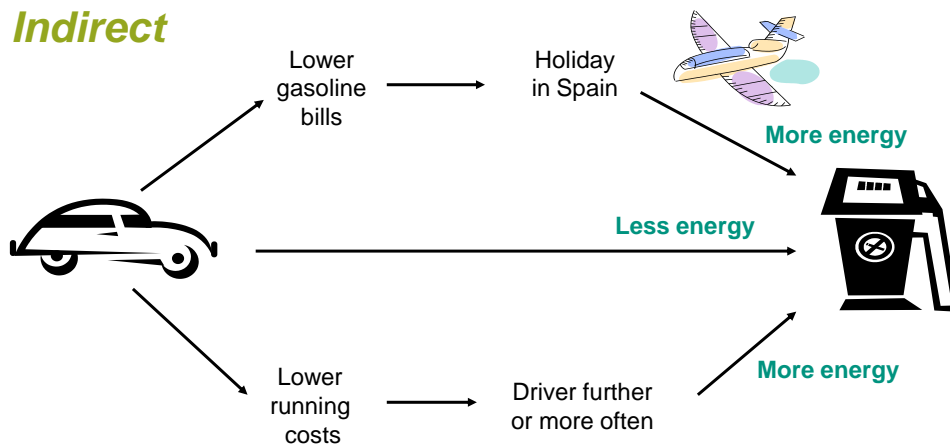 Indirect
Lower
gasoline
bills
Holiday
in Spain
More energy
Less energy
More energy
Lower
running
costs
Driver further
or more often